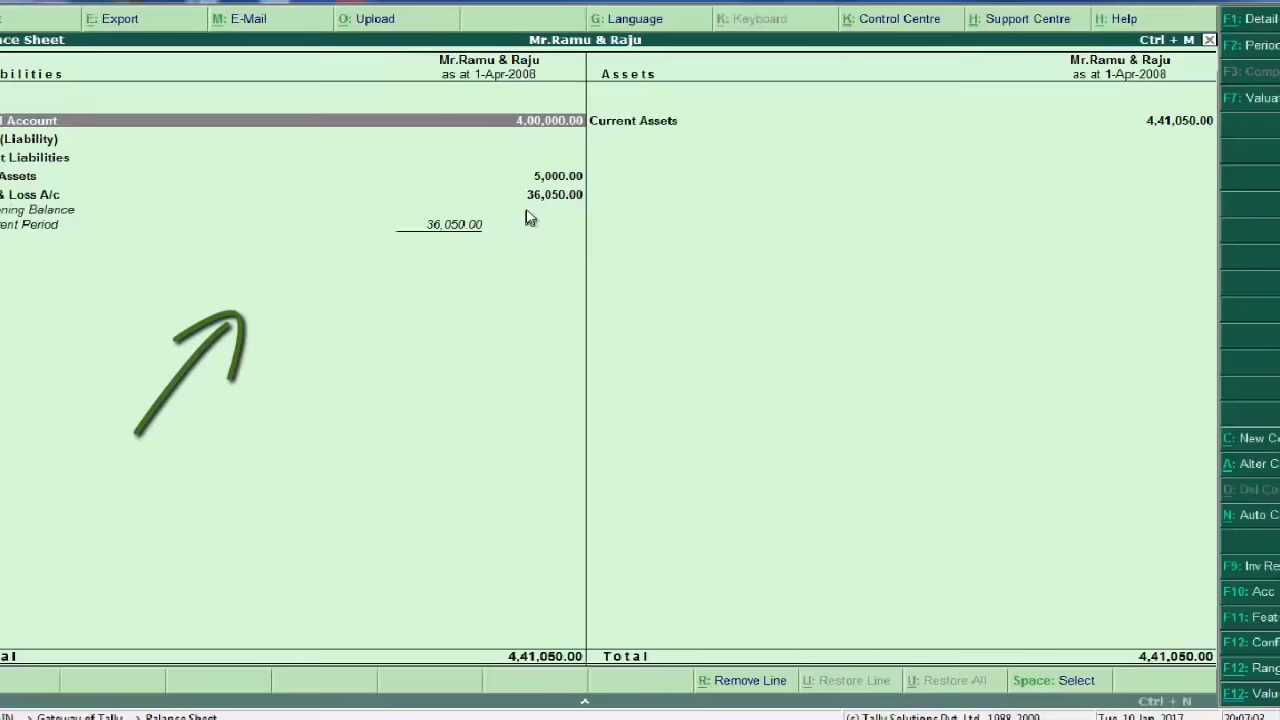 E: Export M: E-Mail O: Upload G: Language K: Keyboard K: Control Centre H: Support Centre H: Help F1: Detail
ce Sheet Mr.Ramu & Raju Ctrl + M
F2: Period
Mr.Ramu & Raju Mr.Ramu & Raju
bilities as at 1-Apr-2008 Assets as at 1-Apr-2008
F3: Comp
F7: Valua
l Account 4,00,000.00 Current Assets 4,41,050.00
(Liability)
t Liabilities
Assets 5,000.00
& Loss A/c 36,050.00
ning Balance
ent Period 36,050.00
C: New Co
A: Alter C
D: Del Co
N: Auto C
F9: Inv Re
F10: Acc
F11: Feat
F12: Conf
al 4,41,050.00 Total 4,41,050.00
F12: Rang
R: Remove Line U: Restore Line U: Restore All Space: Select
F12: Valu
Ctrl + N
Gateway of Tally --> Balance Sheet (c) Tally Solutions Pvt. Ltd., 1988-2009 Tue, 10 Jan, 2017